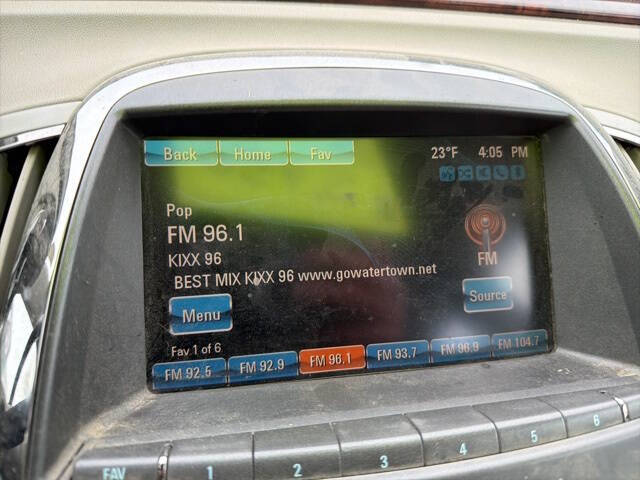 Back Home Fav 23°F 4:05 PM
Pop
FM 96.1
KIXX 96
FM
BEST MIX KIXX 96 www.gowatertown.net
Menu Source
Fav 1 of 6
FM 92.5 FM 92.9 FM 96.1 FM 93.7 FM 96.9 FM 104.7
FAV 1 2 3 4 5 6